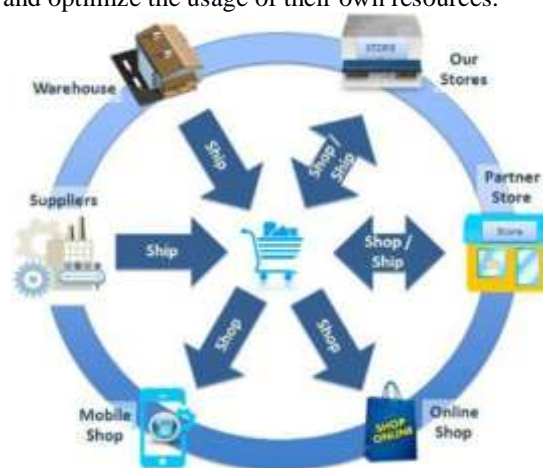 and optimize the usage of their own resources.
STORE
Our
Stores
Warehouse
Ship
Shop /
Ship
Partner
Store
Store
Suppliers
Ship
Shop /
Ship
Shop
Shop
Mobile
Shop
SHOP
ONLINE
Online
Shop